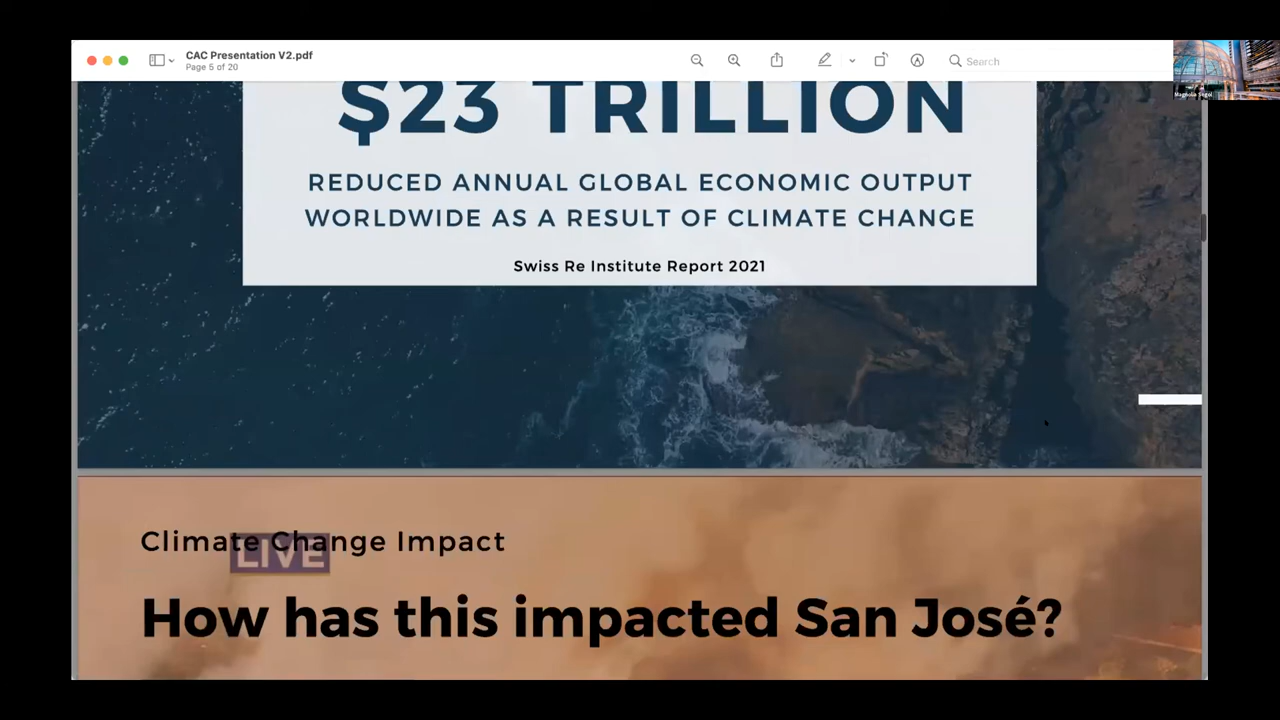 CAC Presentation V2.pdf
Page 5 of 20
Search
$23 TRILLION
REDUCED ANNUAL GLOBAL ECONOMIC OUTPUT
WORLDWIDE AS A RESULT OF CLIMATE CHANGE
Swiss Re Institute Report 2021
Climate Change Impact
LIVE
How has this impacted San José?